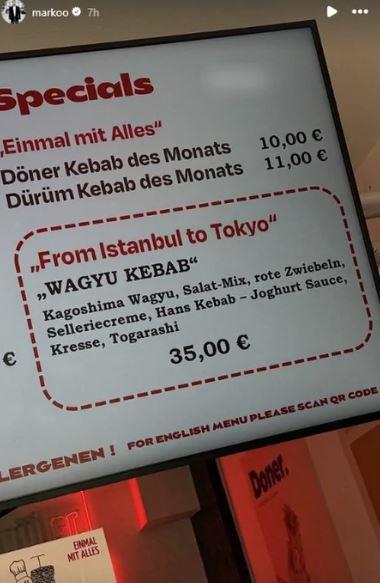 markoo 7h
Specials
„Einmal mit Alles“
Döner Kebab des Monats 10,00 €
Dürüm Kebab des Monats 11,00 €
„From Istanbul to Tokyo“
„WAGYU KEBAB“
Kagoshima Wagyu, Salat-Mix, rote Zwiebeln,
Selleriecreme, Hans Kebab – Joghurt Sauce,
Kresse, Togarashi
€
35,00 €
LERGENEN ! FOR ENGLISH MENU PLEASE SCAN QR CODE
Döner.
EINMAL
MIT ALLES